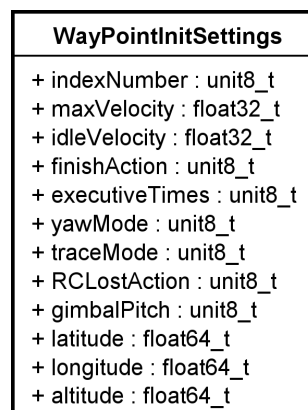 WayPointInitSettings
+ indexNumber : unit8_t
+ maxVelocity : float32_t
+ idleVelocity : float32_t
+ finishAction : unit8_t
+ executiveTimes : unit8_t
+ yawMode : unit8_t
+ traceMode : unit8_t
+ RCLostAction : unit8_t
+ gimbalPitch : unit8_t
+ latitude : float64_t
+ longitude : float64_t
+ altitude : float64_t